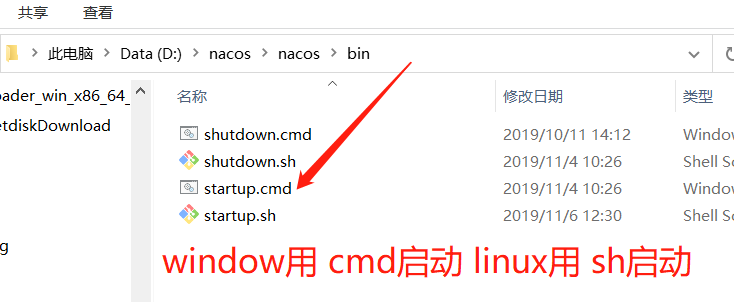 共享 查看
此电脑 Data (D:) nacos nacos bin
oader_win_x86_64_
etdiskDownload
g
名称 修改日期 类型
shutdown.cmd 2019/10/11 14:12 Window
shutdown.sh 2019/11/4 10:26 Shell Sc
startup.cmd 2019/11/4 10:26 Window
startup.sh 2019/11/6 12:30 Shell Sc
window用 cmd启动 linux用 sh启动